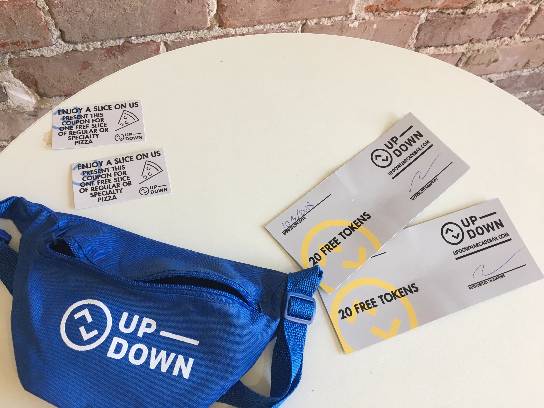 ENJOY A SLICE ON US
PRESENT THIS
COUPON FOR
ONE FREE SLICE
OF REGULAR OR
SPECIALTY
PIZZA
UP
DOWN
ENJOY A SLICE ON US
PRESENT THIS
COUPON FOR
ONE FREE SLICE
OF REGULAR OR
SPECIALTY
PIZZA
UP
DOWN
UP
DOWN
UPDOWNARCADEBAR.COM
20 FREE TOKENS
UP
DOWN
UPDOWNARCADEBAR.COM
20 FREE TOKENS
UP
DOWN